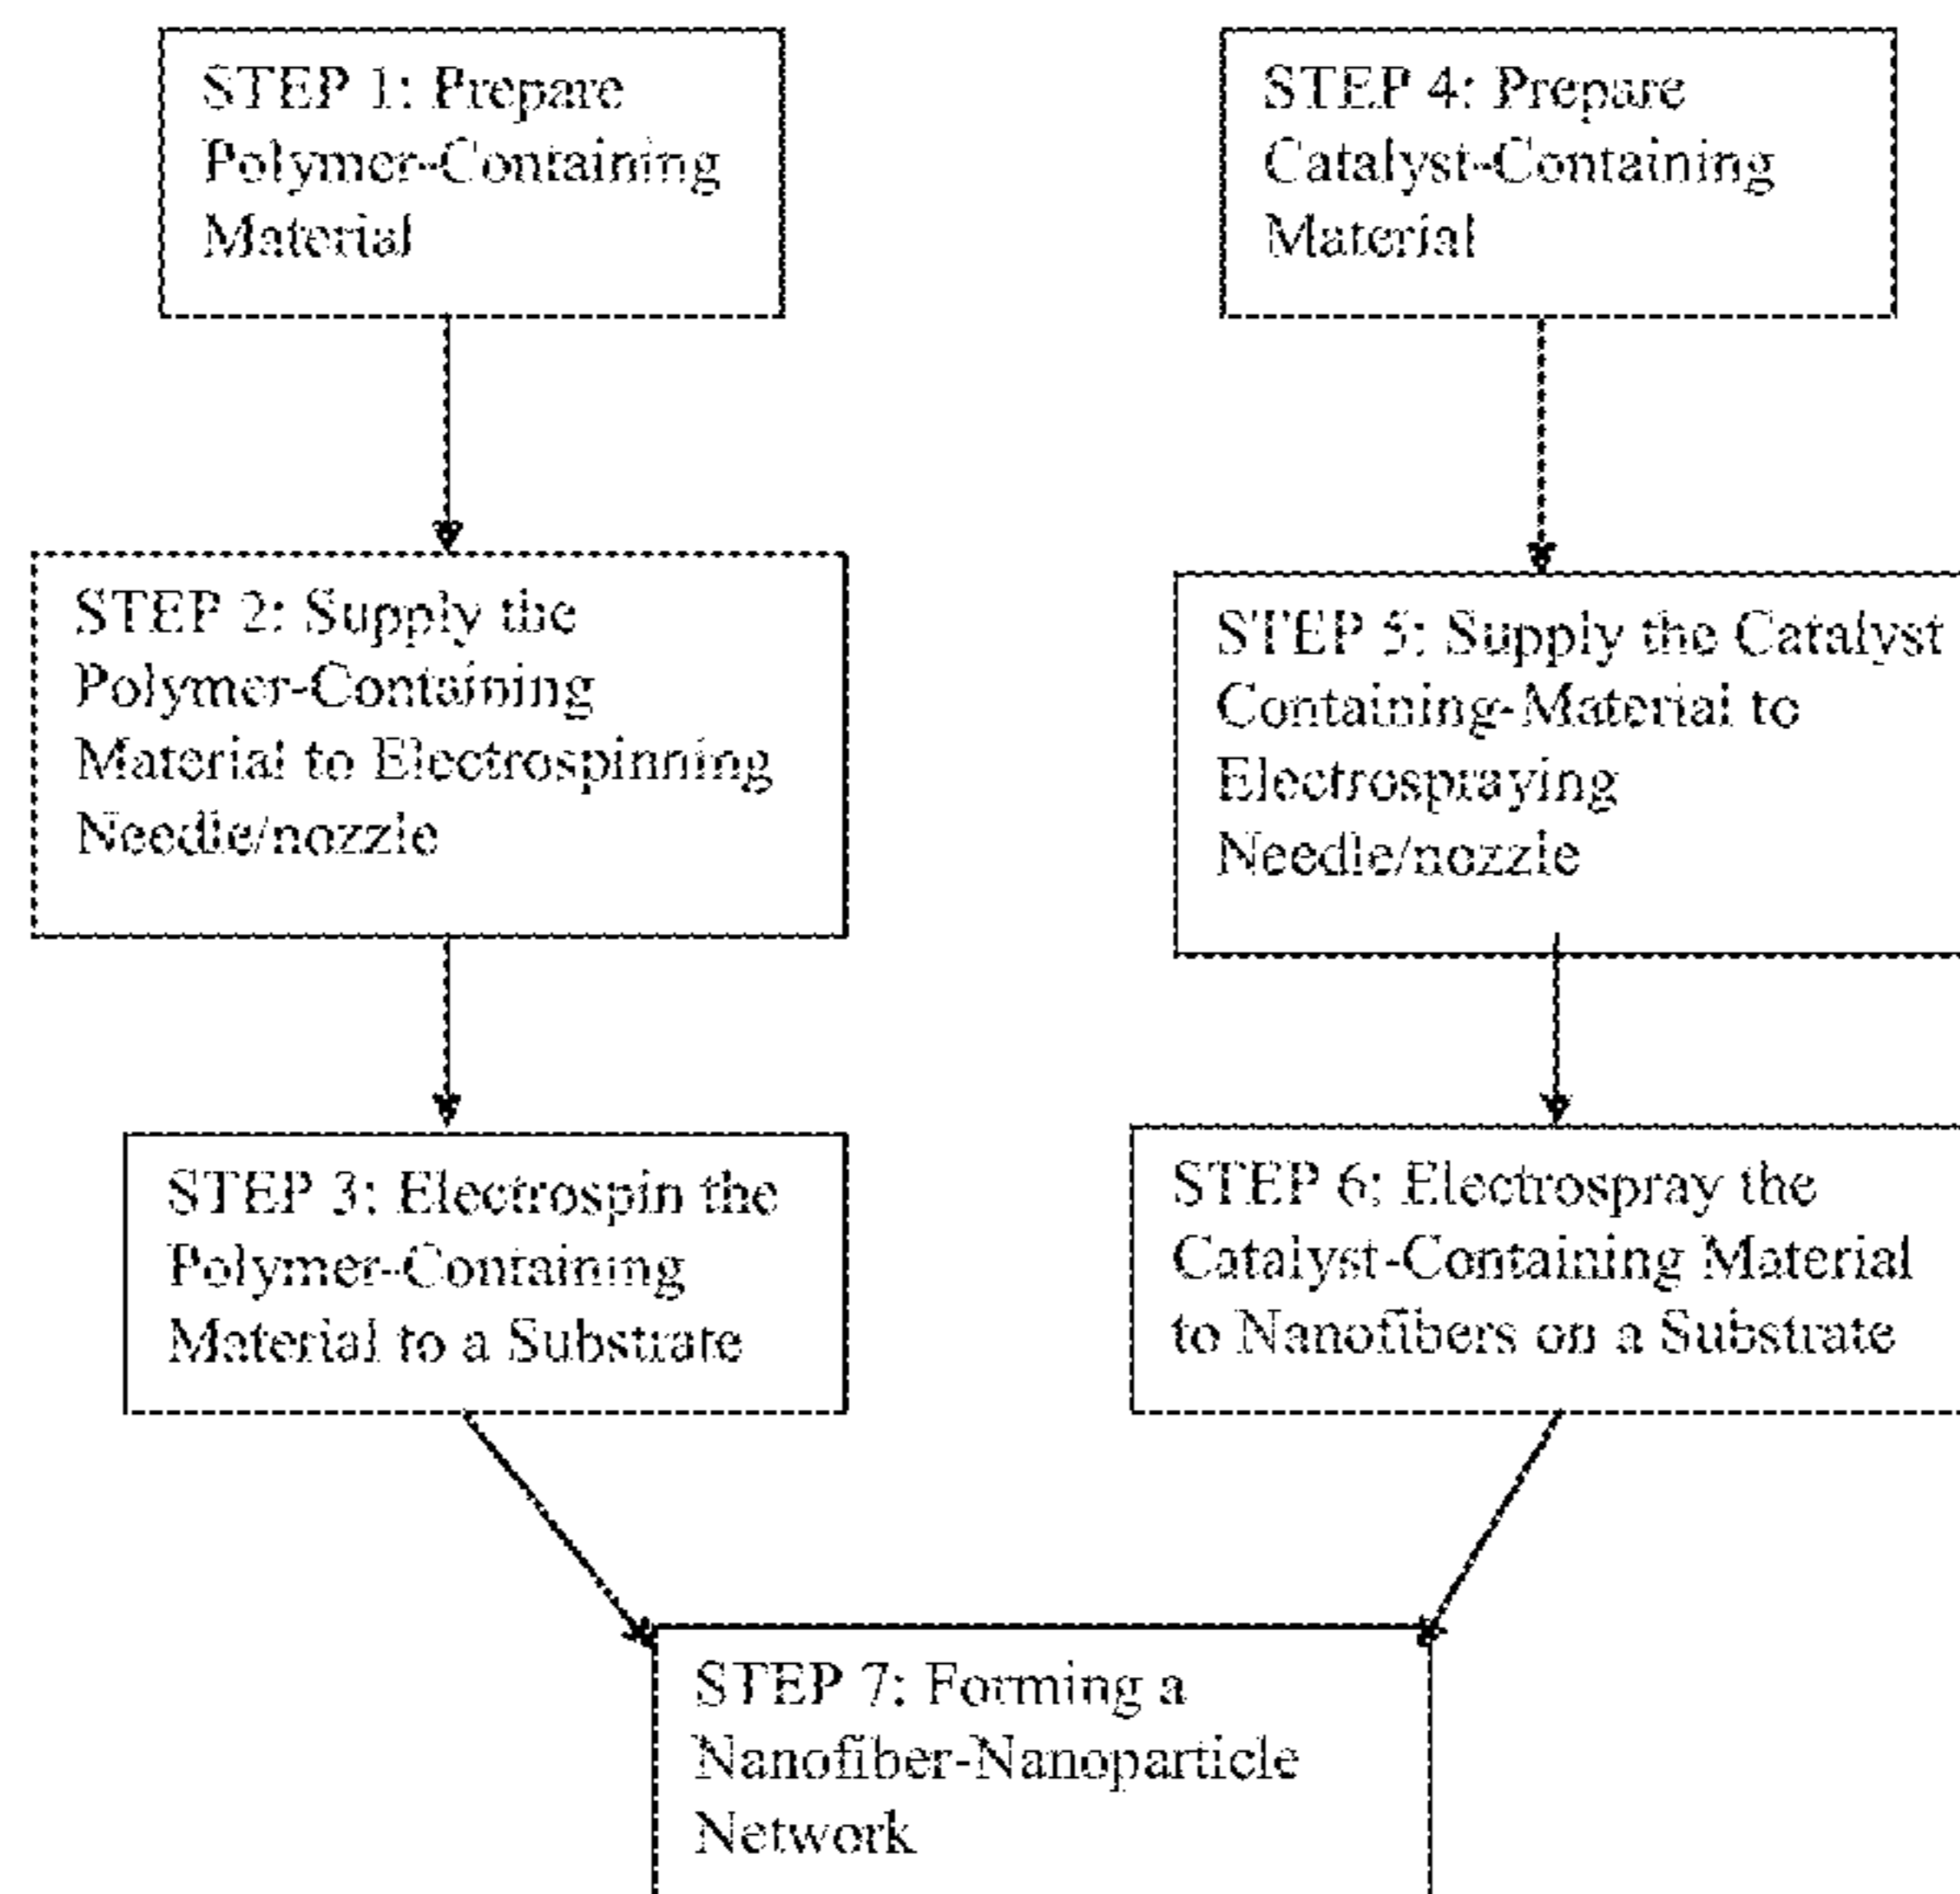 STEP 1: Prepare
Polymer-Containing
Material
STEP 2: Supply the
Polymer-Containing
Material to Electrospinning
Needle/nozzle
STEP 3: Electrospin the
Polymer-Containing
Material to a Substrate
STEP 4: Prepare
Catalyst-Containing
Material
STEP 5: Supply the Catalyst
Containing-Material to
Electrospraying
Needle/nozzle
STEP 6: Electrospray the
Catalyst-Containing Material
to Nanofibers on a Substrate
STEP 7: Forming a
Nanofiber-Nanoparticle
Network